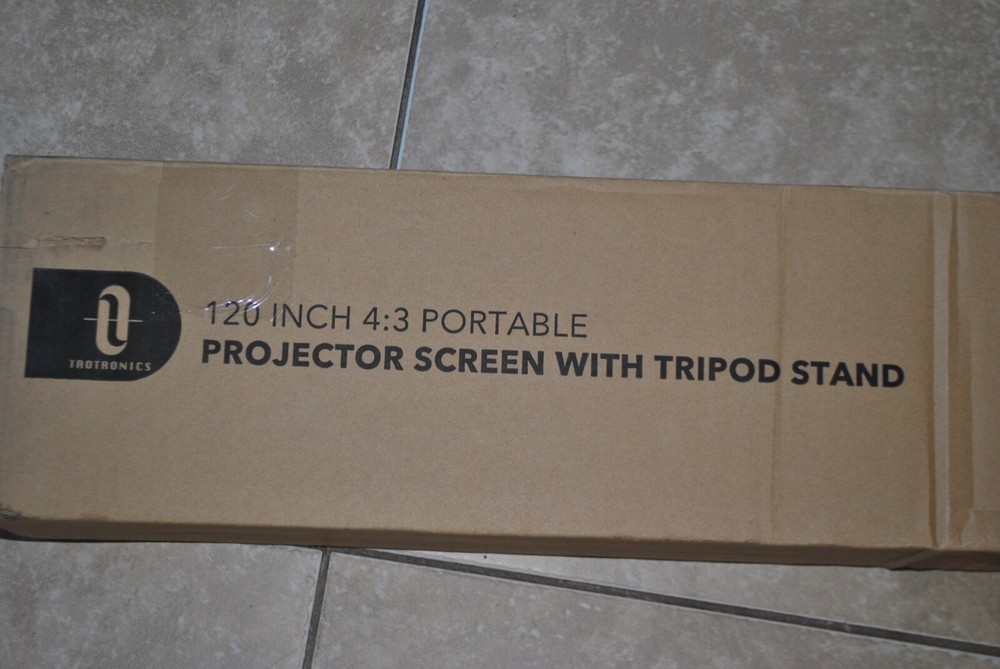 TAOTRONICS
120 INCH 4:3 PORTABLE
PROJECTOR SCREEN WITH TRIPOD STAND